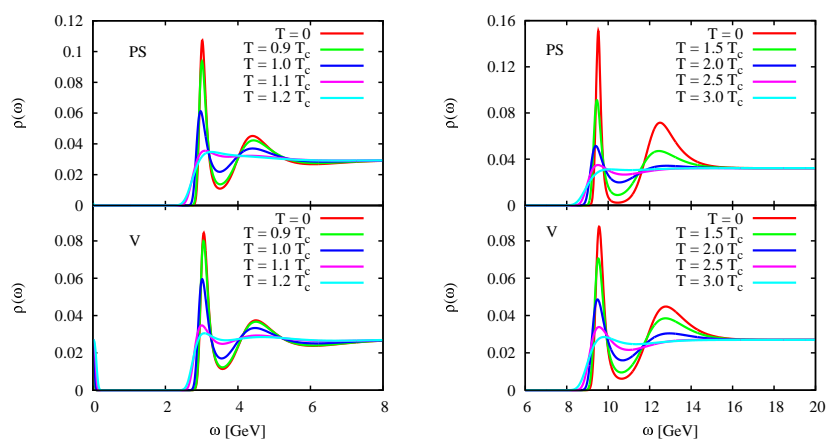 0.12
0.1
0.08
0.06
0.04
0.02
0
ρ(ω)
PS
T = 0
T = 0.9 T_c
T = 1.0 T_c
T = 1.1 T_c
T = 1.2 T_c
0.16
0.12
0.08
0.04
0
ρ(ω)
PS
T = 0
T = 1.5 T_c
T = 2.0 T_c
T = 2.5 T_c
T = 3.0 T_c
0.08
0.06
0.04
0.02
0
ρ(ω)
V
T = 0
T = 0.9 T_c
T = 1.0 T_c
T = 1.1 T_c
T = 1.2 T_c
0 2 4 6 8
ω [GeV]
0.08
0.06
0.04
0.02
0
ρ(ω)
V
T = 0
T = 1.5 T_c
T = 2.0 T_c
T = 2.5 T_c
T = 3.0 T_c
6 8 10 12 14 16 18 20
ω [GeV]